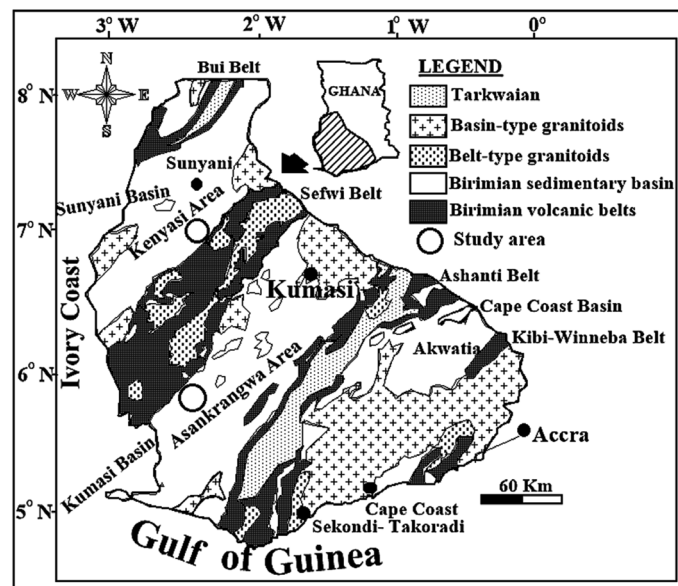 3° W
2° W
1° W
0°
8° N
7° N
6° N
5° N
N
W
E
S
Bui Belt
GHANA
LEGEND
Tarkwaian
Basin-type granitoids
Belt-type granitoids
Birimian sedimentary basin
Birimian volcanic belts
Study area
Sunyani
Sunyani Basin
Kenyasi Area
Sefwi Belt
Kumasi
Ashanti Belt
Cape Coast Basin
Kibi-Winneba Belt
Akwatia
Ivory Coast
Asankrangwa Area
Kumasi Basin
Accra
60 Km
Cape Coast
Sekondi- Takoradi
Gulf of Guinea